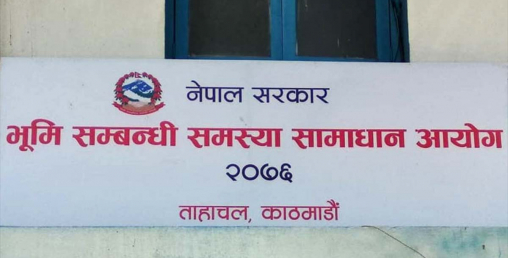 नेपाल सरकार
भूमि सम्बन्धी समस्या सामाधान आयोग
२०७६
ताहाचल, काठमाडौं